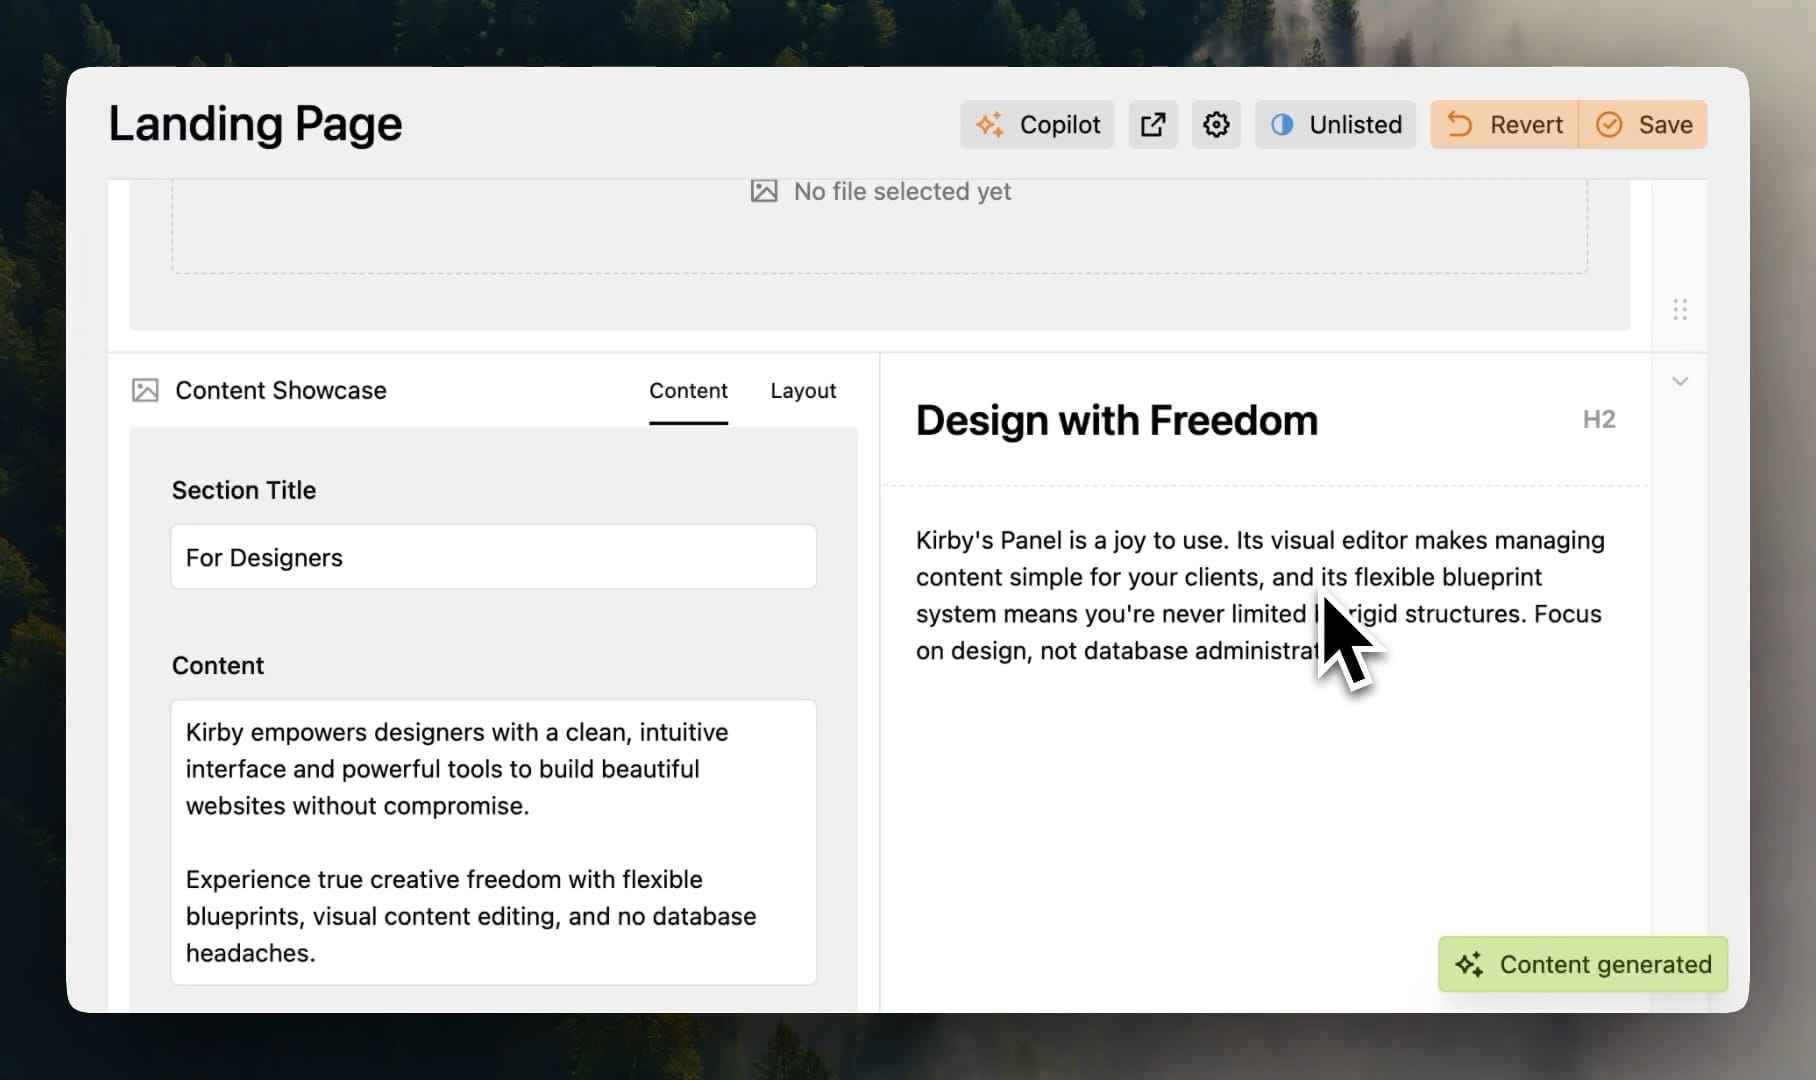 Landing Page
Copilot
Unlisted
Revert
Save
No file selected yet
Content Showcase
Content
Layout
Section Title
For Designers
Content
Kirby empowers designers with a clean, intuitive
interface and powerful tools to build beautiful
websites without compromise.
Experience true creative freedom with flexible
blueprints, visual content editing, and no database
headaches.
Design with Freedom
H2
Kirby's Panel is a joy to use. Its visual editor makes managing
content simple for your clients, and its flexible blueprint
system means you're never limited rigid structures. Focus
on design, not database
Content generated